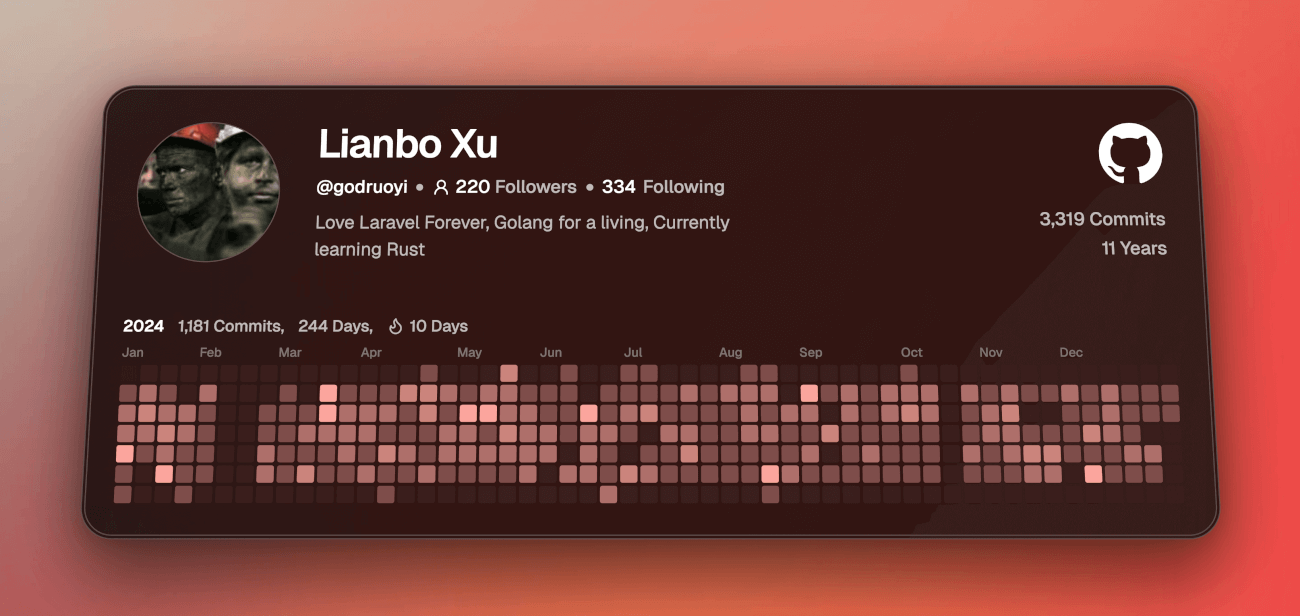 Lianbo Xu
@godruoyi • 220 Followers • 334 Following
Love Laravel Forever, Golang for a living, Currently
learning Rust
3,319 Commits
11 Years
2024 1,181 Commits, 244 Days, 10 Days
Jan Feb Mar Apr May Jun Jul Aug Sep Oct Nov Dec